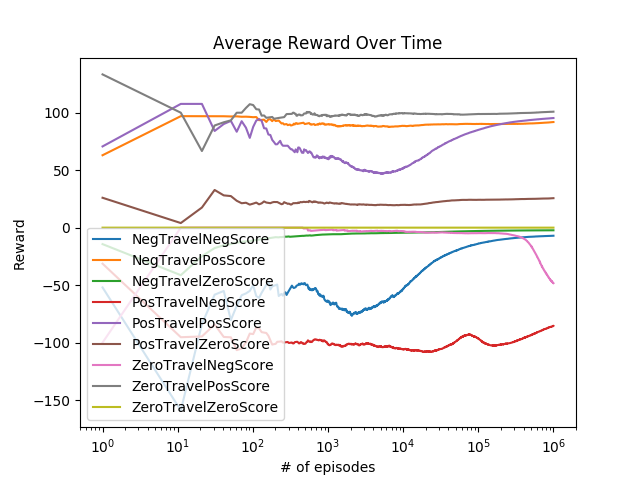 Average Reward Over Time
Reward
100
50
0
−50
−100
−150
NegTravelNegScore
NegTravelPosScore
NegTravelZeroScore
PosTravelNegScore
PosTravelPosScore
PosTravelZeroScore
ZeroTravelNegScore
ZeroTravelPosScore
ZeroTravelZeroScore
10⁰ 10¹ 10² 10³ 10⁴ 10⁵ 10⁶
# of episodes